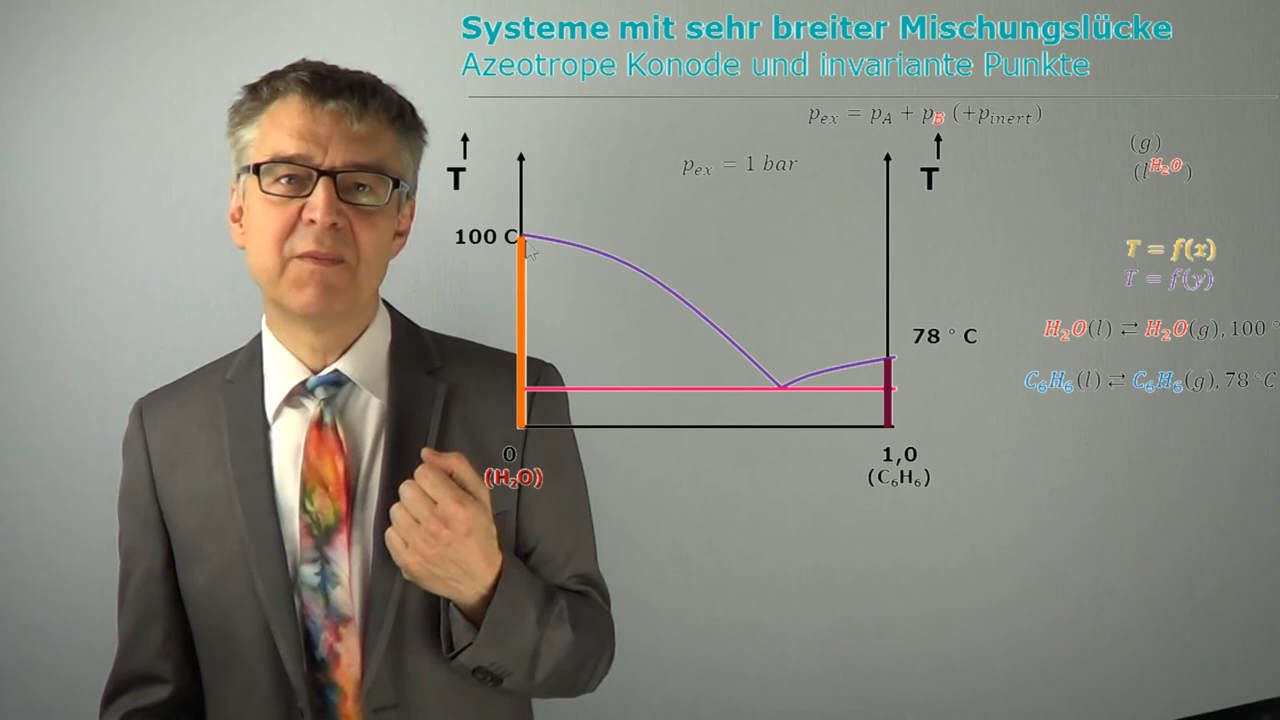 Systeme mit sehr breiter Mischungslücke
Azeotrope Konode und invariante Punkte
p_ex = p_A + p_B (+p_inert)
T
p_ex = 1 bar
T
(g)
(l^H₂O)
100 C
T = f(x)
T = f(y)
78 ° C
H₂O(l) ⇄ H₂O(g), 100 °
C₆H₆(l) ⇄ C₆H₆(g), 78 °C
0
(H₂O)
1,0
(C₆H₆)